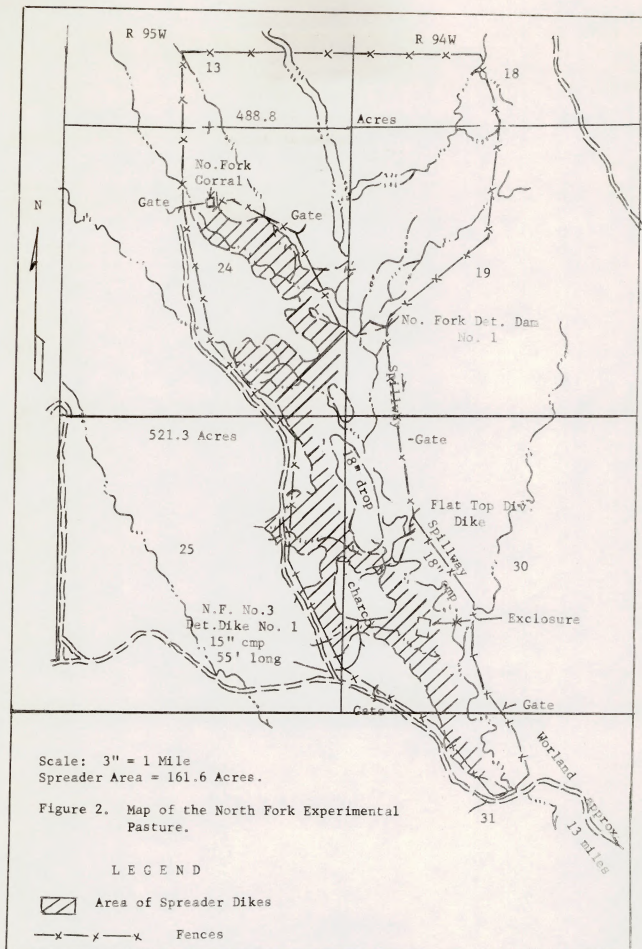 R 95W R 94W
13
18
488.8 Acres
No.Fork
Corral
Gate
Gate
N
24
19
No. Fork Det. Dam
No. 1
Spillway
521.3 Acres
-Gate
18" drop
Flat Top Div.
Dike
Spillway
18" cmp
25
30
charco
N.F. No.3
Det.Dike No. 1
15" cmp
55' long
Exclosure
Gate
Gate
Worland approx
13 miles
31
Scale: 3" = 1 Mile
Spreader Area = 161.6 Acres.
Figure 2. Map of the North Fork Experimental
Pasture.
L E G E N D
Area of Spreader Dikes
Fences